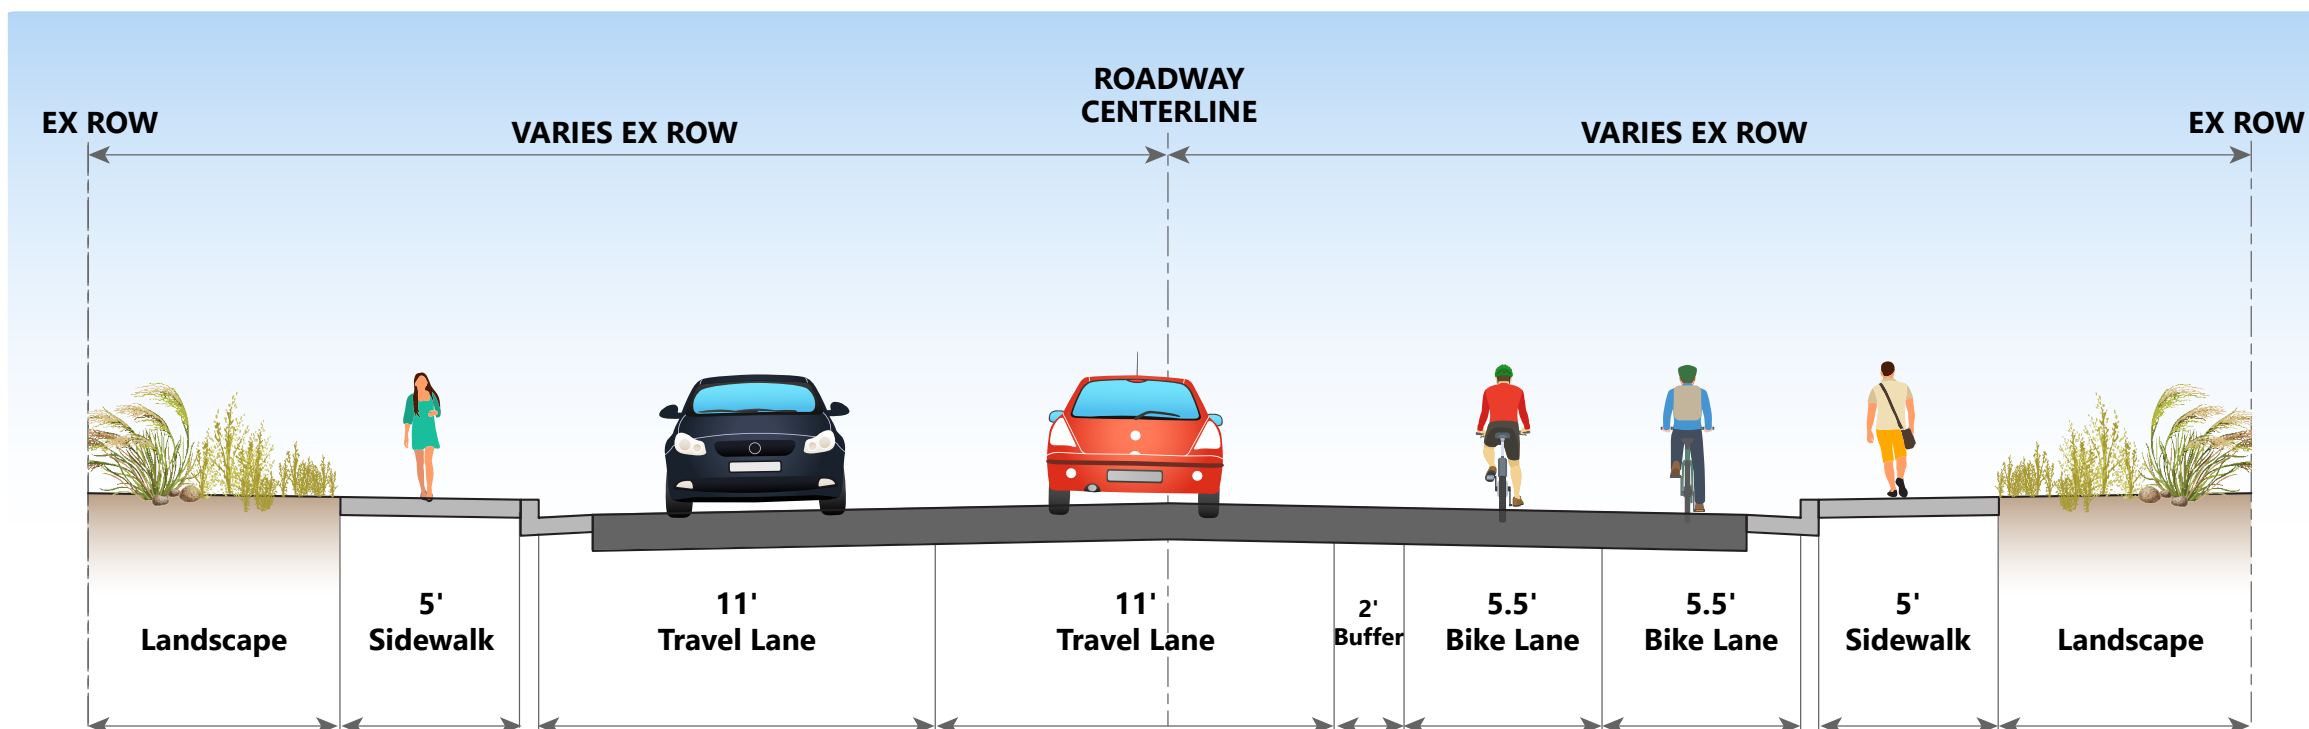 ROADWAY
CENTERLINE
EX ROW
VARIES EX ROW
VARIES EX ROW
EX ROW
5'
Sidewalk
11'
Travel Lane
11'
Travel Lane
2'
Buffer
5.5'
Bike Lane
5.5'
Bike Lane
5'
Sidewalk
Landscape
Landscape